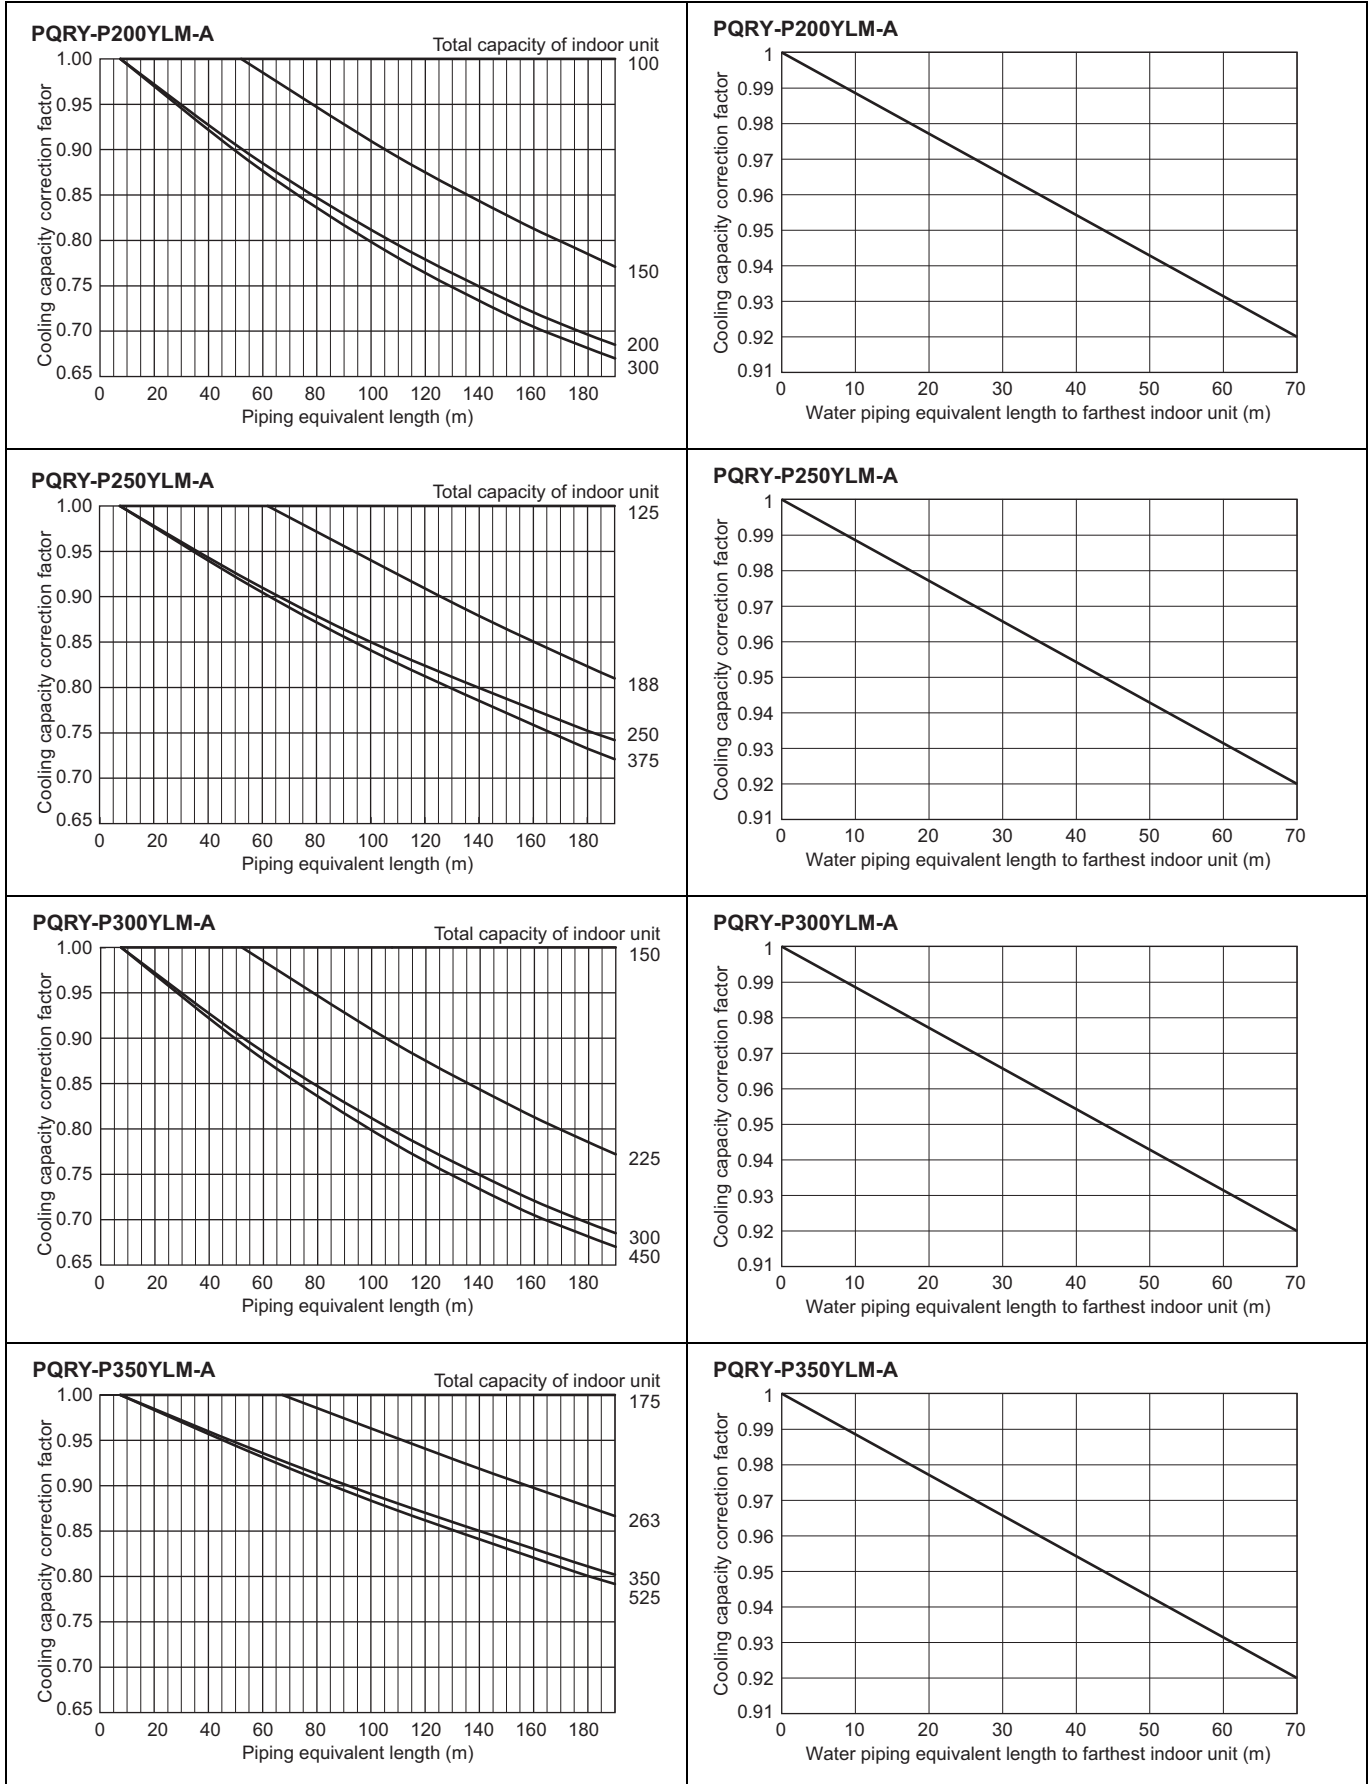 PQRY-P200YLM-A
Total capacity of indoor unit
Cooling capacity correction factor
1.00
0.95
0.90
0.85
0.80
0.75
0.70
0.65
100
150
200
300
0 20 40 60 80 100 120 140 160 180
Piping equivalent length (m)
PQRY-P200YLM-A
Cooling capacity correction factor
1
0.99
0.98
0.97
0.96
0.95
0.94
0.93
0.92
0.91
0 10 20 30 40 50 60 70
Water piping equivalent length to farthest indoor unit (m)
PQRY-P250YLM-A
Total capacity of indoor unit
Cooling capacity correction factor
1.00
0.95
0.90
0.85
0.80
0.75
0.70
0.65
125
188
250
375
0 20 40 60 80 100 120 140 160 180
Piping equivalent length (m)
PQRY-P250YLM-A
Cooling capacity correction factor
1
0.99
0.98
0.97
0.96
0.95
0.94
0.93
0.92
0.91
0 10 20 30 40 50 60 70
Water piping equivalent length to farthest indoor unit (m)
PQRY-P300YLM-A
Total capacity of indoor unit
Cooling capacity correction factor
1.00
0.95
0.90
0.85
0.80
0.75
0.70
0.65
150
225
300
450
0 20 40 60 80 100 120 140 160 180
Piping equivalent length (m)
PQRY-P300YLM-A
Cooling capacity correction factor
1
0.99
0.98
0.97
0.96
0.95
0.94
0.93
0.92
0.91
0 10 20 30 40 50 60 70
Water piping equivalent length to farthest indoor unit (m)
PQRY-P350YLM-A
Total capacity of indoor unit
Cooling capacity correction factor
1.00
0.95
0.90
0.85
0.80
0.75
0.70
0.65
175
263
350
525
0 20 40 60 80 100 120 140 160 180
Piping equivalent length (m)
PQRY-P350YLM-A
Cooling capacity correction factor
1
0.99
0.98
0.97
0.96
0.95
0.94
0.93
0.92
0.91
0 10 20 30 40 50 60 70
Water piping equivalent length to farthest indoor unit (m)